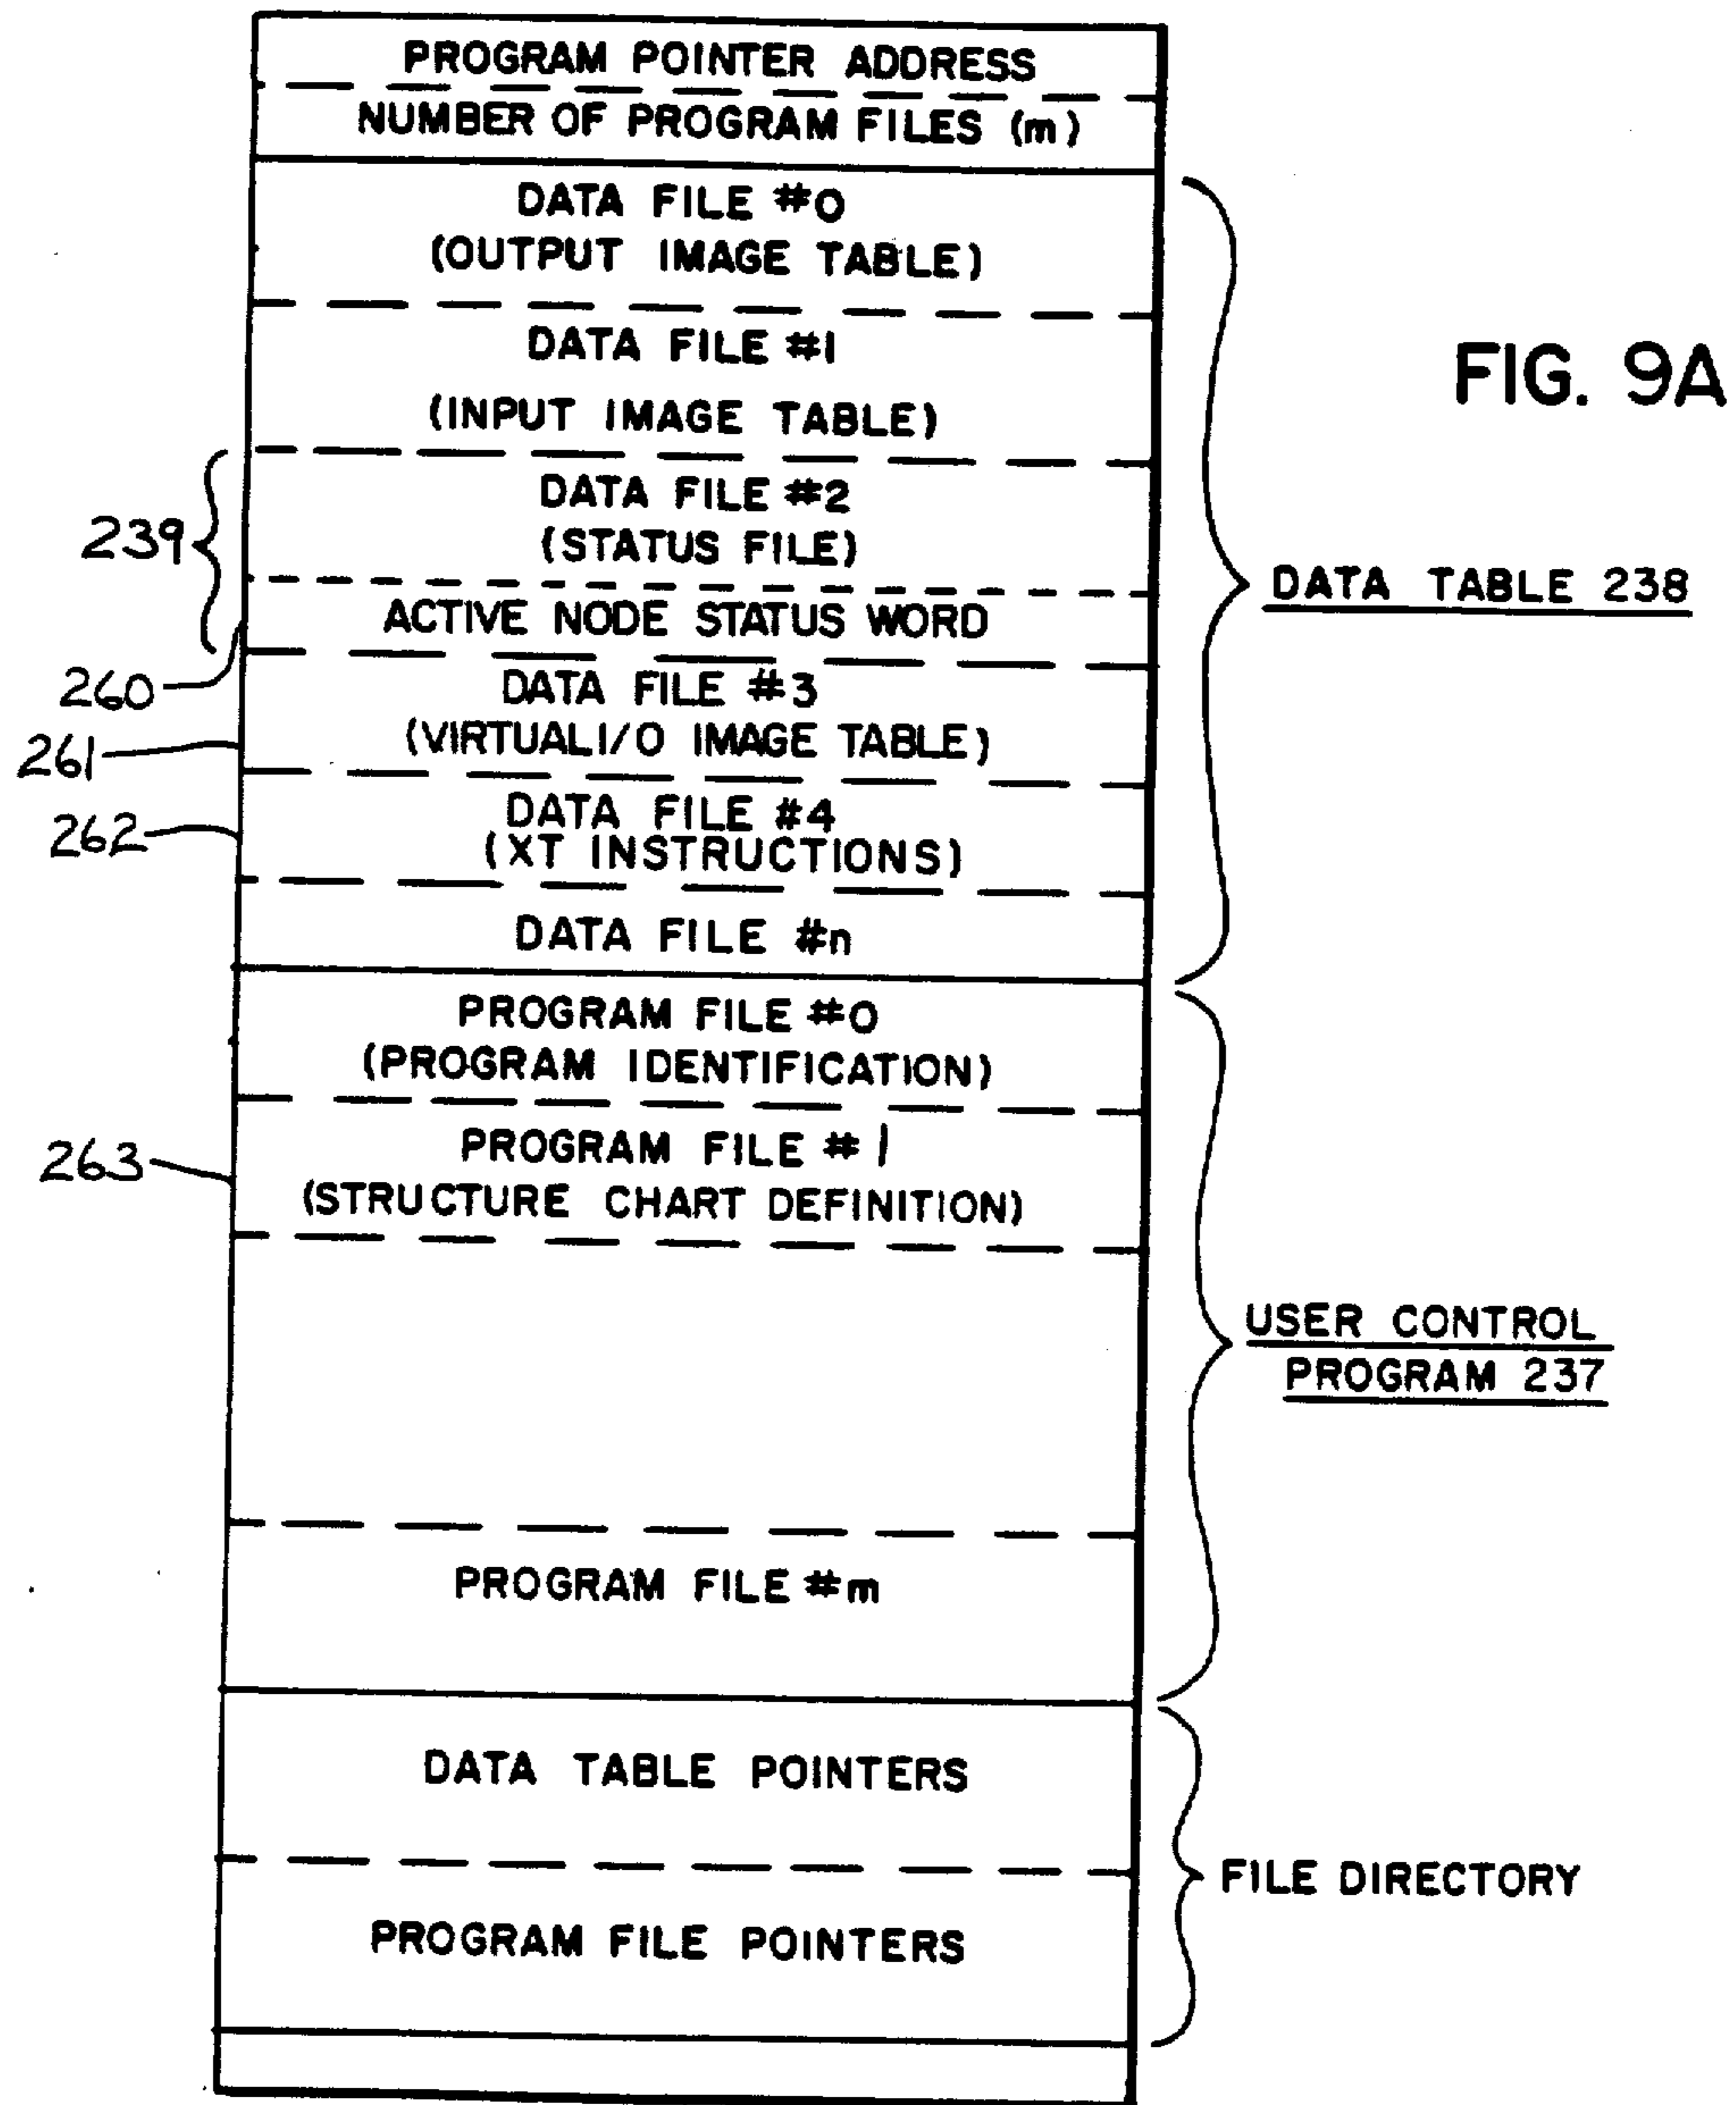 PROGRAM POINTER ADDRESS
NUMBER OF PROGRAM FILES (m)
DATA FILE #0
(OUTPUT IMAGE TABLE)
DATA FILE #1
(INPUT IMAGE TABLE)
FIG. 9A
239
DATA FILE #2
(STATUS FILE)
DATA TABLE 238
ACTIVE NODE STATUS WORD
260
DATA FILE #3
(VIRTUALI/O IMAGE TABLE)
261
DATA FILE #4
(XT INSTRUCTIONS)
262
DATA FILE #n
PROGRAM FILE #0
(PROGRAM IDENTIFICATION)
263
PROGRAM FILE #1
(STRUCTURE CHART DEFINITION)
USER CONTROL
PROGRAM 237
PROGRAM FILE #m
DATA TABLE POINTERS
FILE DIRECTORY
PROGRAM FILE POINTERS